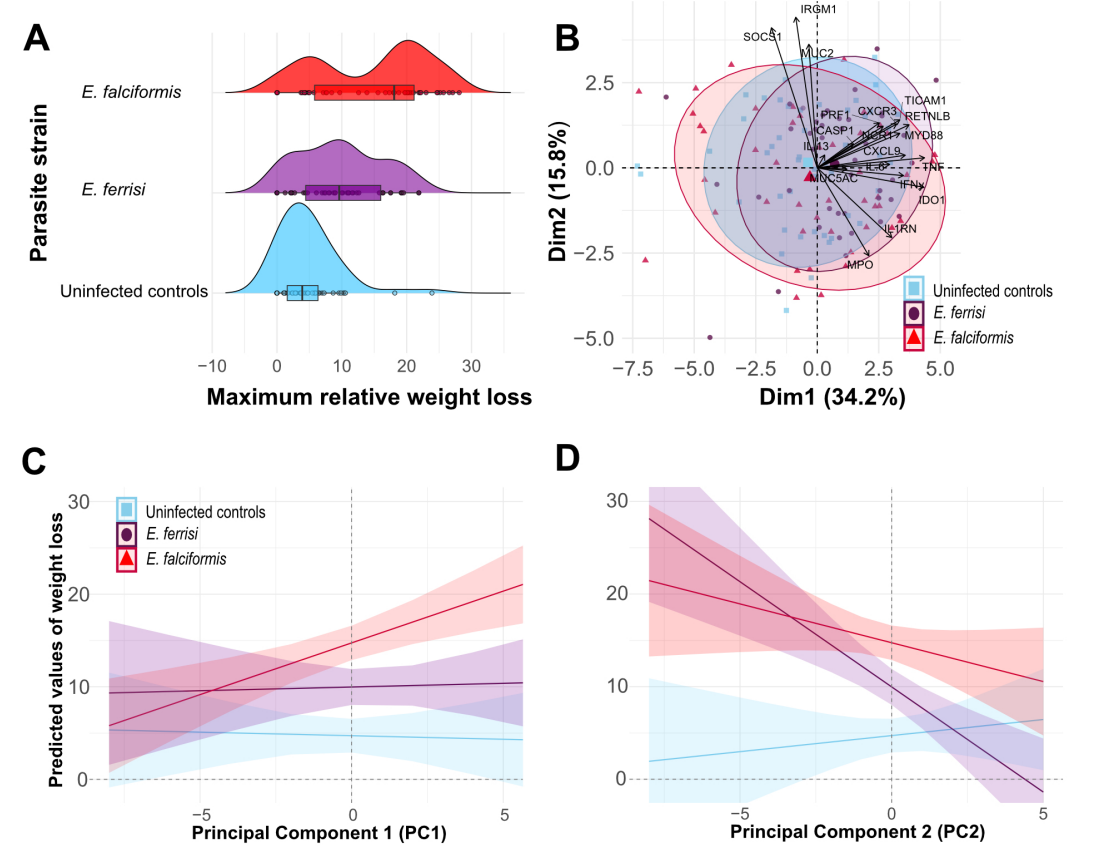 A
Parasite strain
E. falciformis
E. ferrisi
Uninfected controls
−10 0 10 20 30
Maximum relative weight loss
B
Dim2 (15.8%)
2.5
0.0
−2.5
−5.0
IRGM1
SOCS1
MUC2
TICAM1
PRF1 CXCR3
RETNLB
CASP1 NCR1 MYD88
IL13 CXCL9
IL6 TNF
MUC5AC IFNγ
IDO1
IL1RN
MPO
Uninfected controls
E. ferrisi
E. falciformis
−7.5 −5.0 −2.5 0.0 2.5 5.0
Dim1 (34.2%)
C
Predicted values of weight loss
30
20
10
0
Uninfected controls
E. ferrisi
E. falciformis
−5 0 5
Principal Component 1 (PC1)
D
30
20
10
0
−5 0 5
Principal Component 2 (PC2)